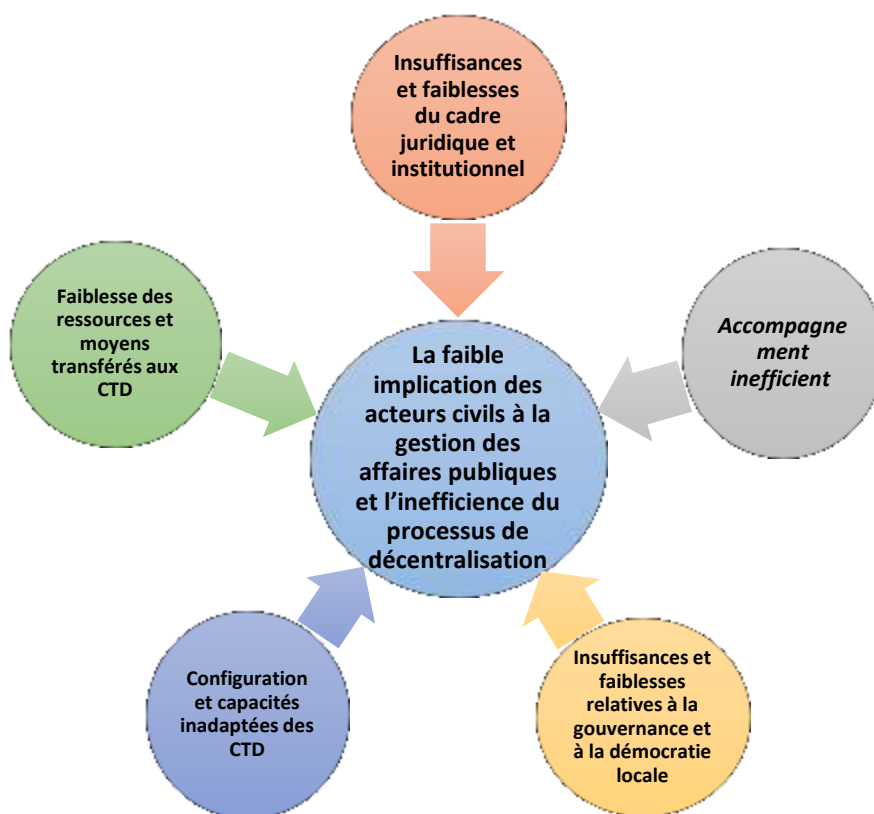 Insuffisances
et faiblesses
du cadre
juridique et
institutionnel
Faiblesse des
ressources et
moyens
transférés aux
CTD
Accompagne
ment
inefficient
La faible
implication des
acteurs civils à la
gestion des
affaires publiques
et l’inefficience du
processus de
décentralisation
Configuration
et capacités
inadaptées des
CTD
Insuffisances et
faiblesses
relatives à la
gouvernance et
à la démocratie
locale